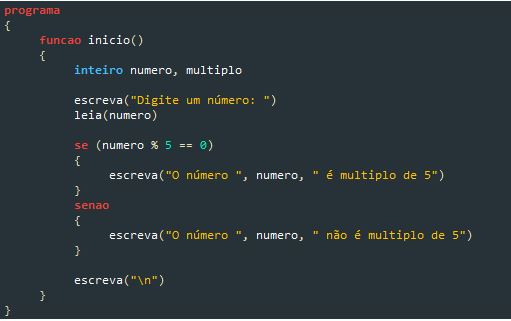 programa
{
funcao inicio()
{
inteiro numero, multiplo
escreva("Digite um número: ")
leia(numero)
se (numero % 5 == 0)
{
escreva("O número ", numero, " é multiplo de 5")
}
senao
{
escreva("O número ", numero, " não é multiplo de 5")
}
escreva("\n")
}
}